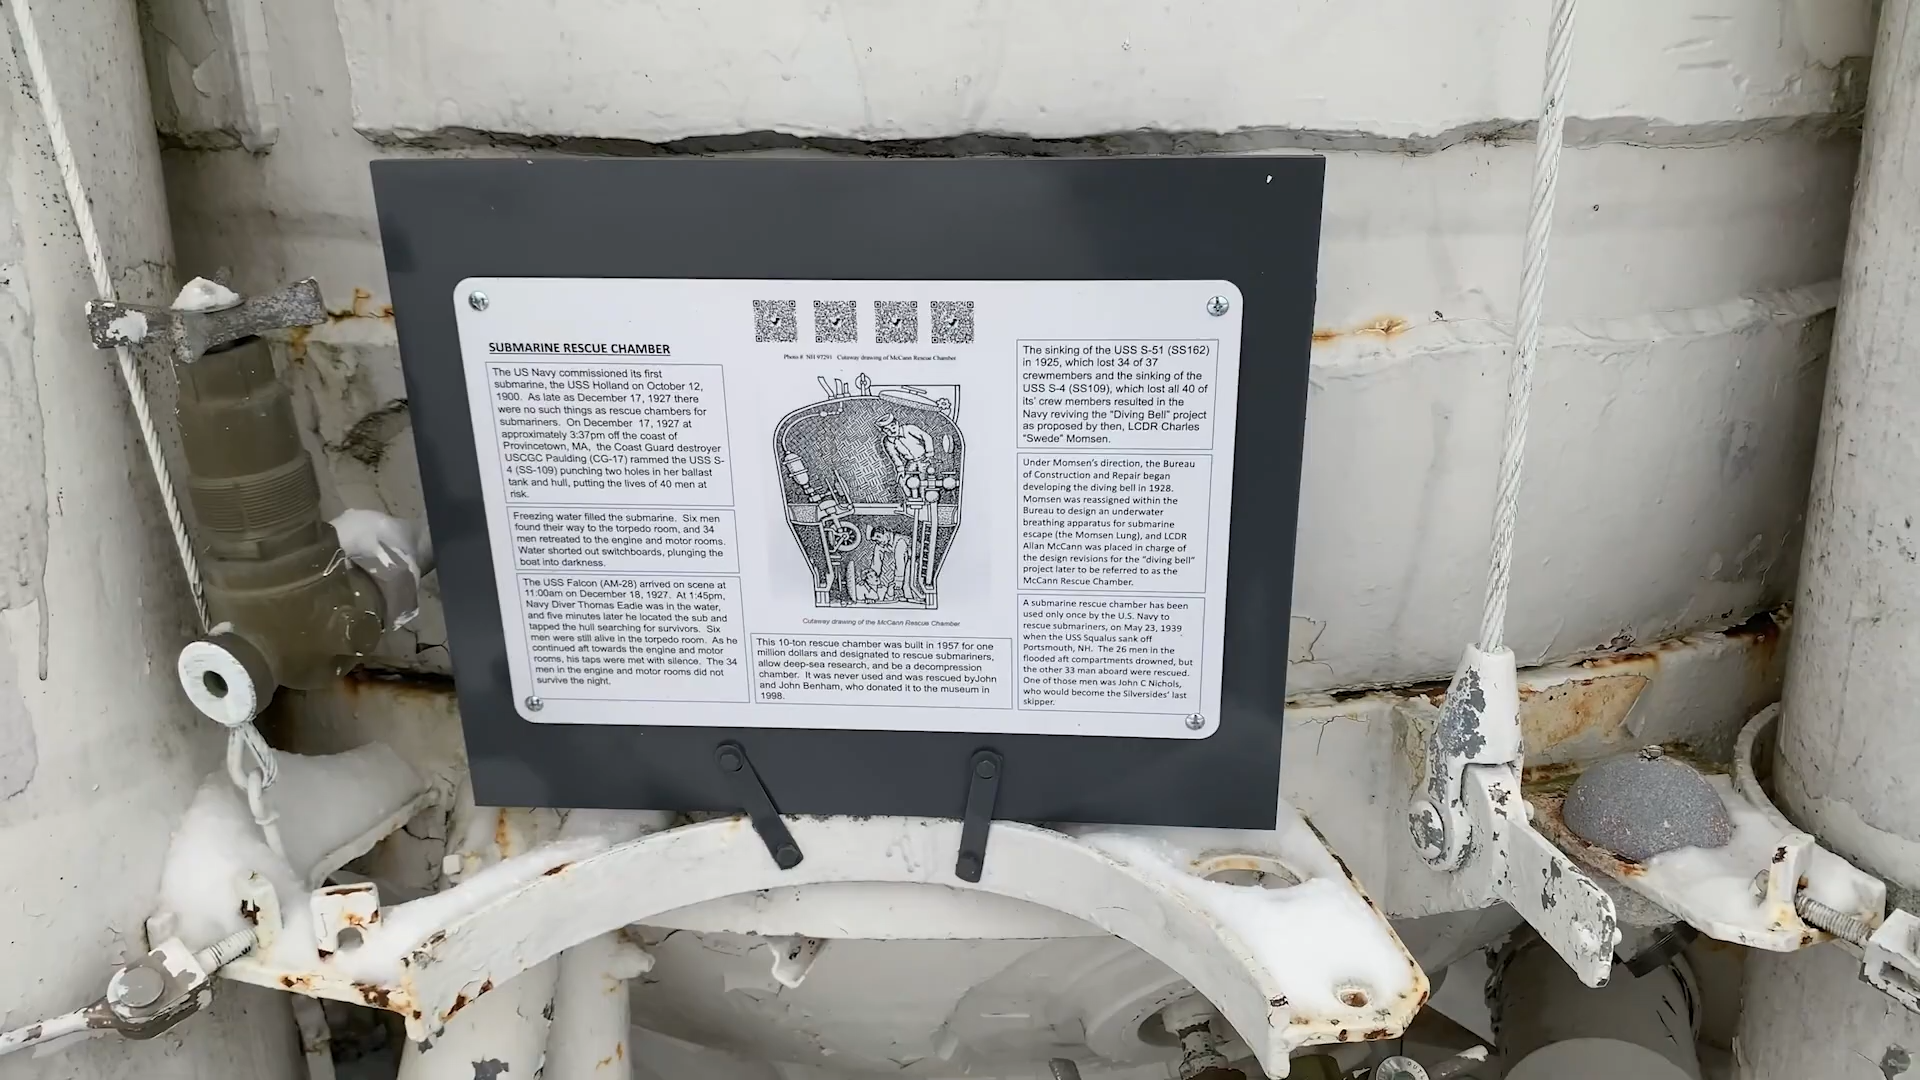 SUBMARINE RESCUE CHAMBER
The US Navy commissioned its first
submarine, the USS Holland on October 12,
1900. As late as December 17, 1927 there
were no such things as rescue chambers for
submariners. On December 17, 1927 at
approximately 3:37pm off the coast of
Provincetown, MA, the Coast Guard destroyer
USCGC Paulding (CG-17) rammed the USS S-
4 (SS-109) punching two holes in her ballast
tank and hull, putting the lives of 40 men at
risk.
Freezing water filled the submarine. Six men
found their way to the torpedo room, and 34
men retreated to the engine and motor rooms.
Water shorted out switchboards, plunging the
boat into darkness.
The USS Falcon (AM-28) arrived on scene at
11:00am on December 18, 1927. At 1:45pm,
Navy Diver Thomas Eadie was in the water,
and five minutes later he located the sub and
tapped the hull searching for survivors. Six
men were still alive in the torpedo room. As he
continued aft towards the engine and motor
rooms, his taps were met with silence. The 34
men in the engine and motor rooms did not
survive the night.
Photo # NH 97291 Cutaway drawing of McCann Rescue Chamber
Cutaway drawing of the McCann Rescue Chamber
This 10-ton rescue chamber was built in 1957 for one
million dollars and designated to rescue submariners,
allow deep-sea research, and be a decompression
chamber. It was never used and was rescued byJohn
and John Benham, who donated it to the museum in
1998.
The sinking of the USS S-51 (SS162)
in 1925, which lost 34 of 37
crewmembers and the sinking of the
USS S-4 (SS109), which lost all 40 of
its' crew members resulted in the
Navy reviving the "Diving Bell" project
as proposed by then, LCDR Charles
"Swede" Momsen.
Under Momsen's direction, the Bureau
of Construction and Repair began
developing the diving bell in 1928.
Momsen was reassigned within the
Bureau to design an underwater
breathing apparatus for submarine
escape (the Momsen Lung), and LCDR
Allan McCann was placed in charge of
the design revisions for the "diving bell"
project later to be referred to as the
McCann Rescue Chamber.
A submarine rescue chamber has been
used only once by the U.S. Navy to
rescue submariners, on May 23, 1939
when the USS Squalus sank off
Portsmouth, NH. The 26 men in the
flooded aft compartments drowned, but
the other 33 man aboard were rescued.
One of those men was John C Nichols,
who would become the Silversides' last
skipper.